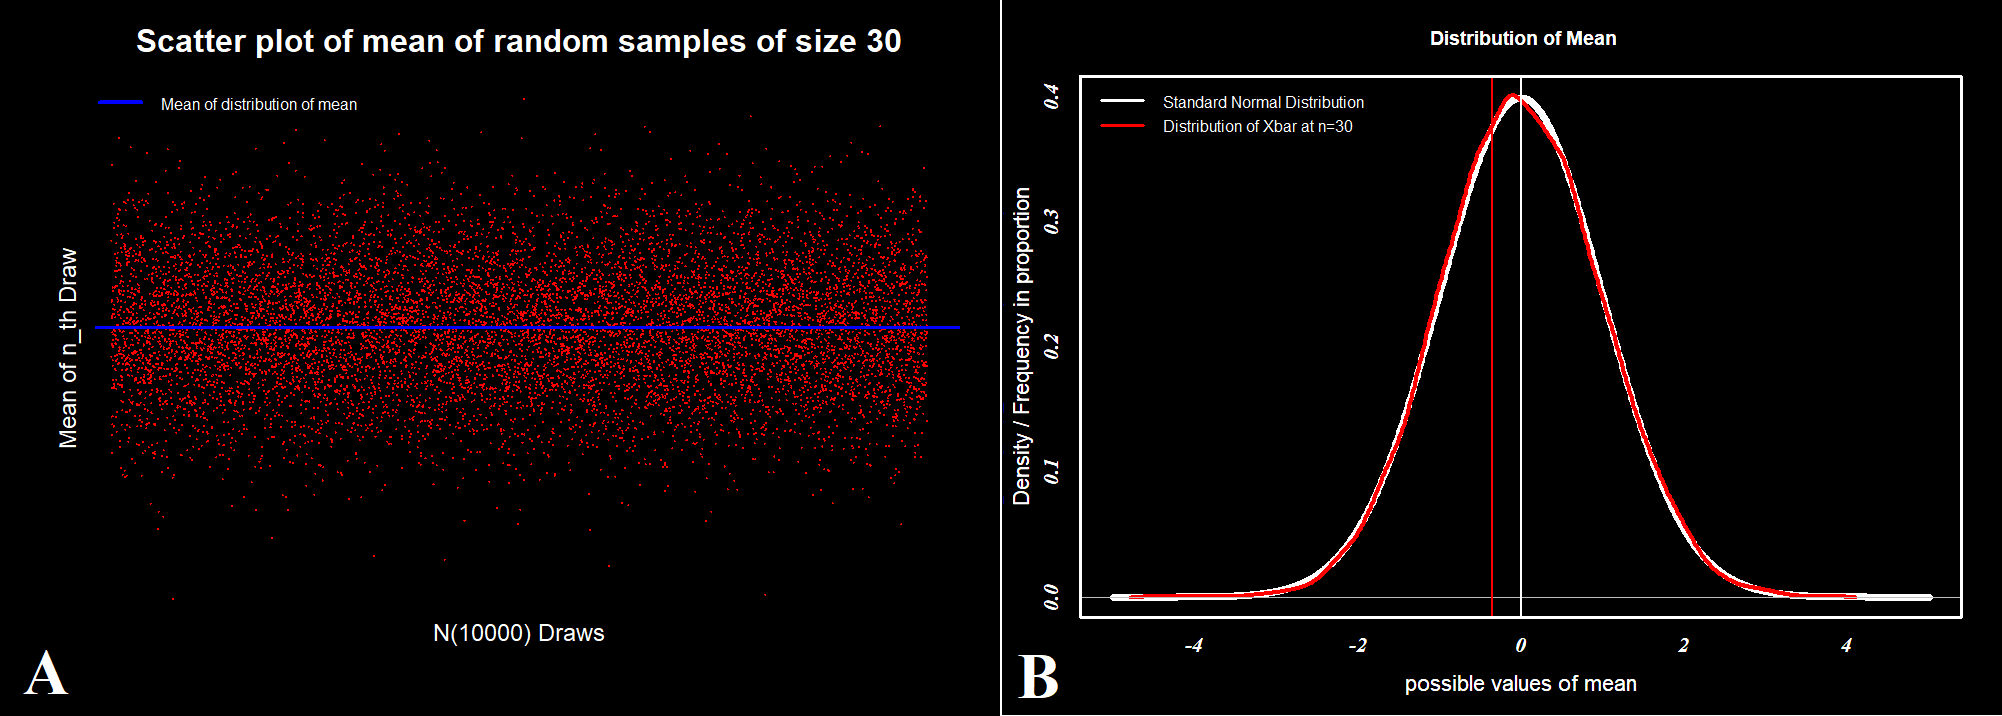 Scatter plot of mean of random samples of size 30
Mean of distribution of mean
Mean of n_th Draw
N(10000) Draws
A
Distribution of Mean
Standard Normal Distribution
Distribution of Xbar at n=30
Density / Frequency in proportion
0.4
0.3
0.2
0.1
0.0
-4
-2
0
2
4
possible values of mean
B